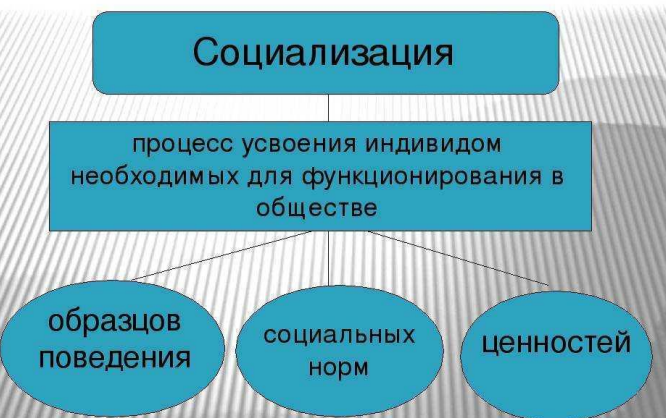 Социализация
процесс усвоения индивидом
необходимых для функционирования в
обществе
образцов
поведения
социальных
норм
ценностей